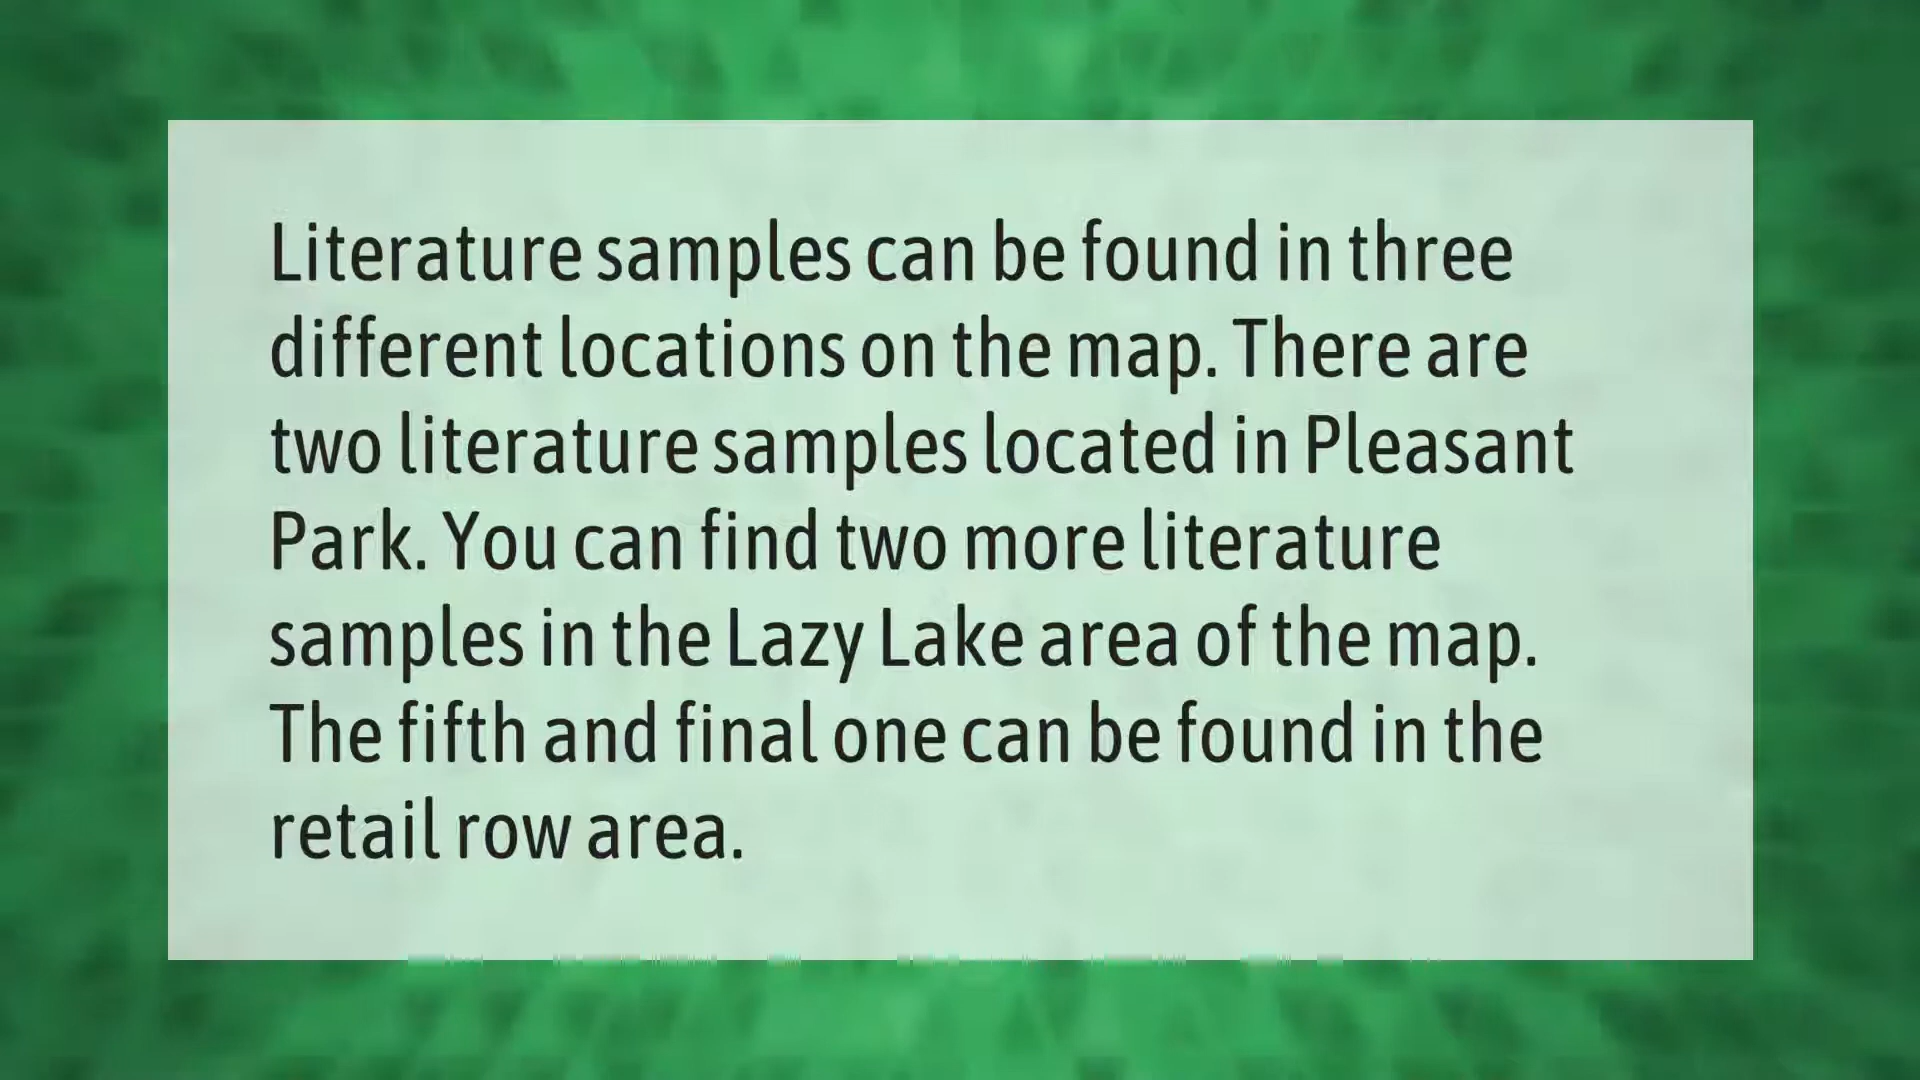 Literature samples can be found in three
different locations on the map. There are
two literature samples located in Pleasant
Park. You can find two more literature
samples in the Lazy Lake area of the map.
The fifth and final one can be found in the
retail row area.